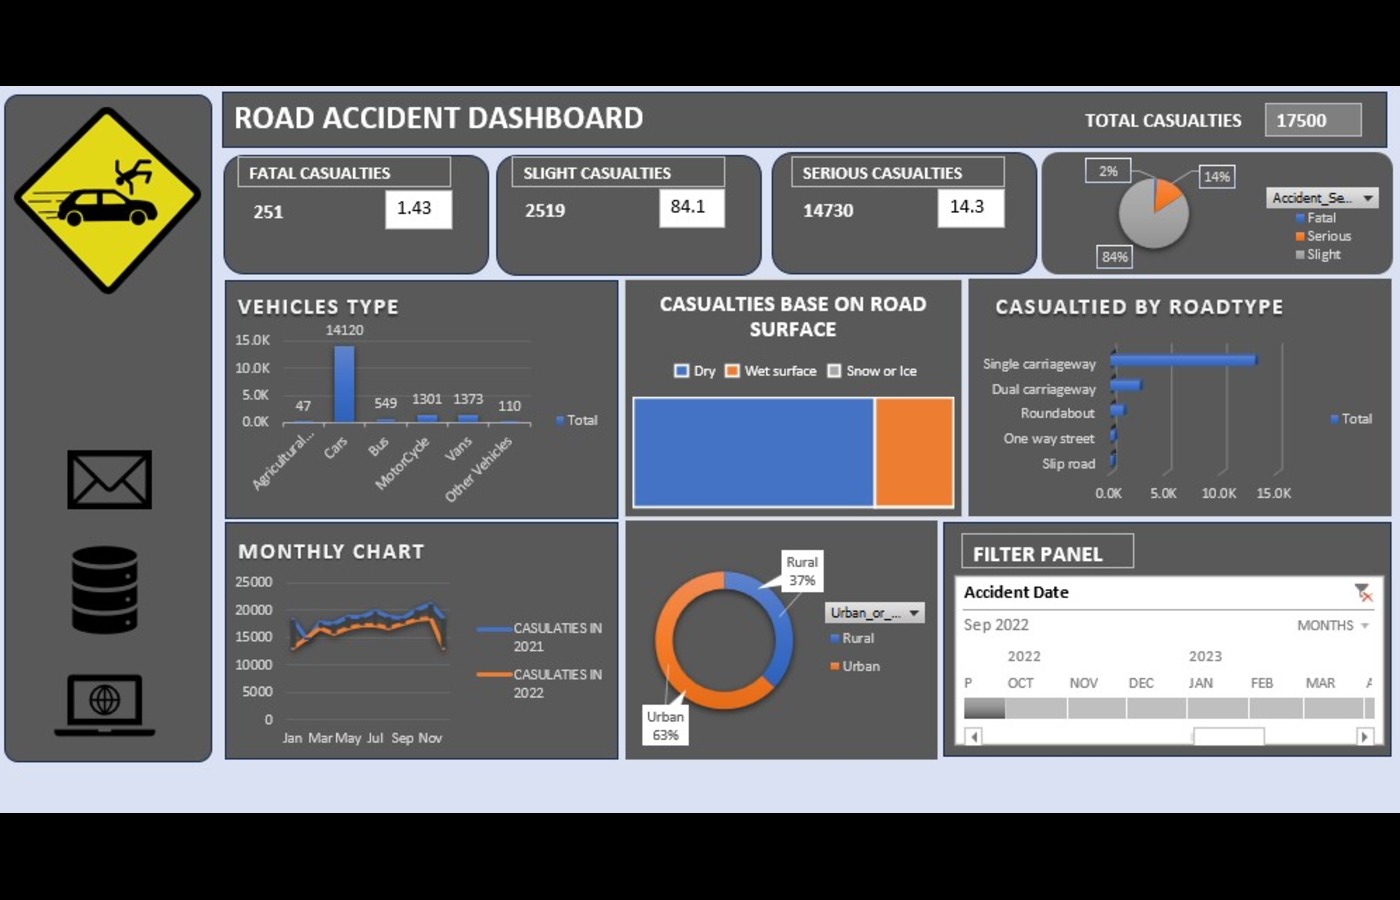 ROAD ACCIDENT DASHBOARD
TOTAL CASUALTIES 17500
FATAL CASUALTIES
251 1.43
SLIGHT CASUALTIES
2519 84.1
SERIOUS CASUALTIES
14730 14.3
2%
14%
84%
Accident_Se...
Fatal
Serious
Slight
VEHICLES TYPE
15.0K
10.0K
5.0K
0.0K
47
14120
549
1301
1373
110
Agricultural...
Cars
Bus
MotorCycle
Vans
Other Vehicles
Total
CASUALTIES BASE ON ROAD
SURFACE
Dry Wet surface Snow or Ice
CASUALTIED BY ROADTYPE
Single carriageway
Dual carriageway
Roundabout
One way street
Slip road
0.0K 5.0K 10.0K 15.0K
Total
MONTHLY CHART
25000
20000
15000
10000
5000
0
Jan Mar May Jul Sep Nov
CASULATIES IN
2021
CASULATIES IN
2022
Rural
37%
Urban
63%
Urban_or_...
Rural
Urban
FILTER PANEL
Accident Date
Sep 2022 MONTHS
2022 2023
P OCT NOV DEC JAN FEB MAR A